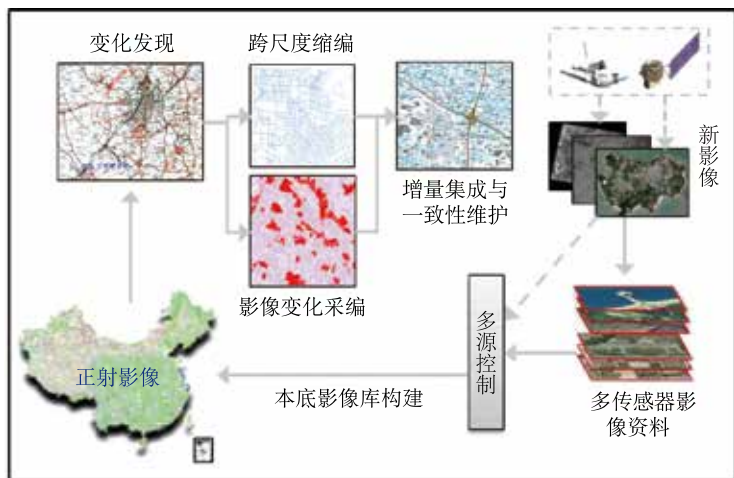 变化发现
跨尺度缩编
新影像
增量集成与
一致性维护
影像变化采编
多源控制
正射影像
本底影像库构建
多传感器影
像资料